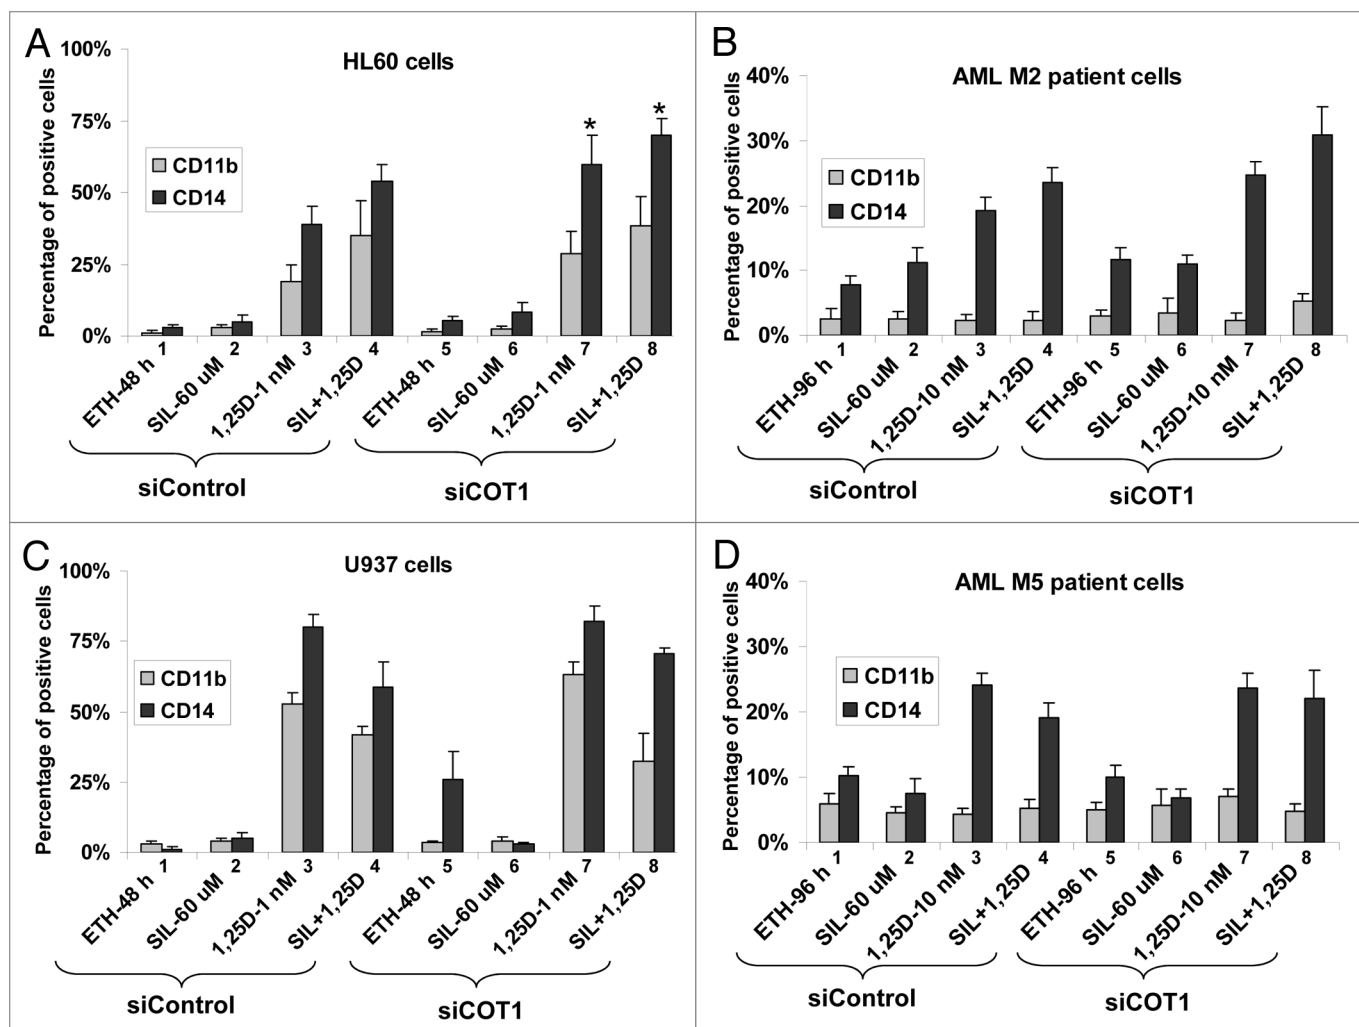 A
HL60 cells
Percentage of positive cells
100%
75%
50%
25%
0%
CD11b
CD14
*
*
1 2 3 4 5 6 7 8
ETH-48 h
SIL-60 uM
1,25D-1 nM
SIL+1,25D
ETH-48 h
SIL-60 uM
1,25D-1 nM
SIL+1,25D
siControl
siCOT1
B
AML M2 patient cells
Percentage of positive cells
40%
30%
20%
10%
0%
CD11b
CD14
1 2 3 4 5 6 7 8
ETH-96 h
SIL-60 uM
1,25D-10 nM
SIL+1,25D
ETH-96 h
SIL-60 uM
1,25D-10 nM
SIL+1,25D
siControl
siCOT1
C
U937 cells
Percentage of positive cells
100%
75%
50%
25%
0%
CD11b
CD14
1 2 3 4 5 6 7 8
ETH-48 h
SIL-60 uM
1,25D-1 nM
SIL+1,25D
ETH-48 h
SIL-60 uM
1,25D-1 nM
SIL+1,25D
siControl
siCOT1
D
AML M5 patient cells
Percentage of positive cells
40%
30%
20%
10%
0%
CD11b
CD14
1 2 3 4 5 6 7 8
ETH-96 h
SIL-60 uM
1,25D-10 nM
SIL+1,25D
ETH-96 h
SIL-60 uM
1,25D-10 nM
SIL+1,25D
siControl
siCOT1